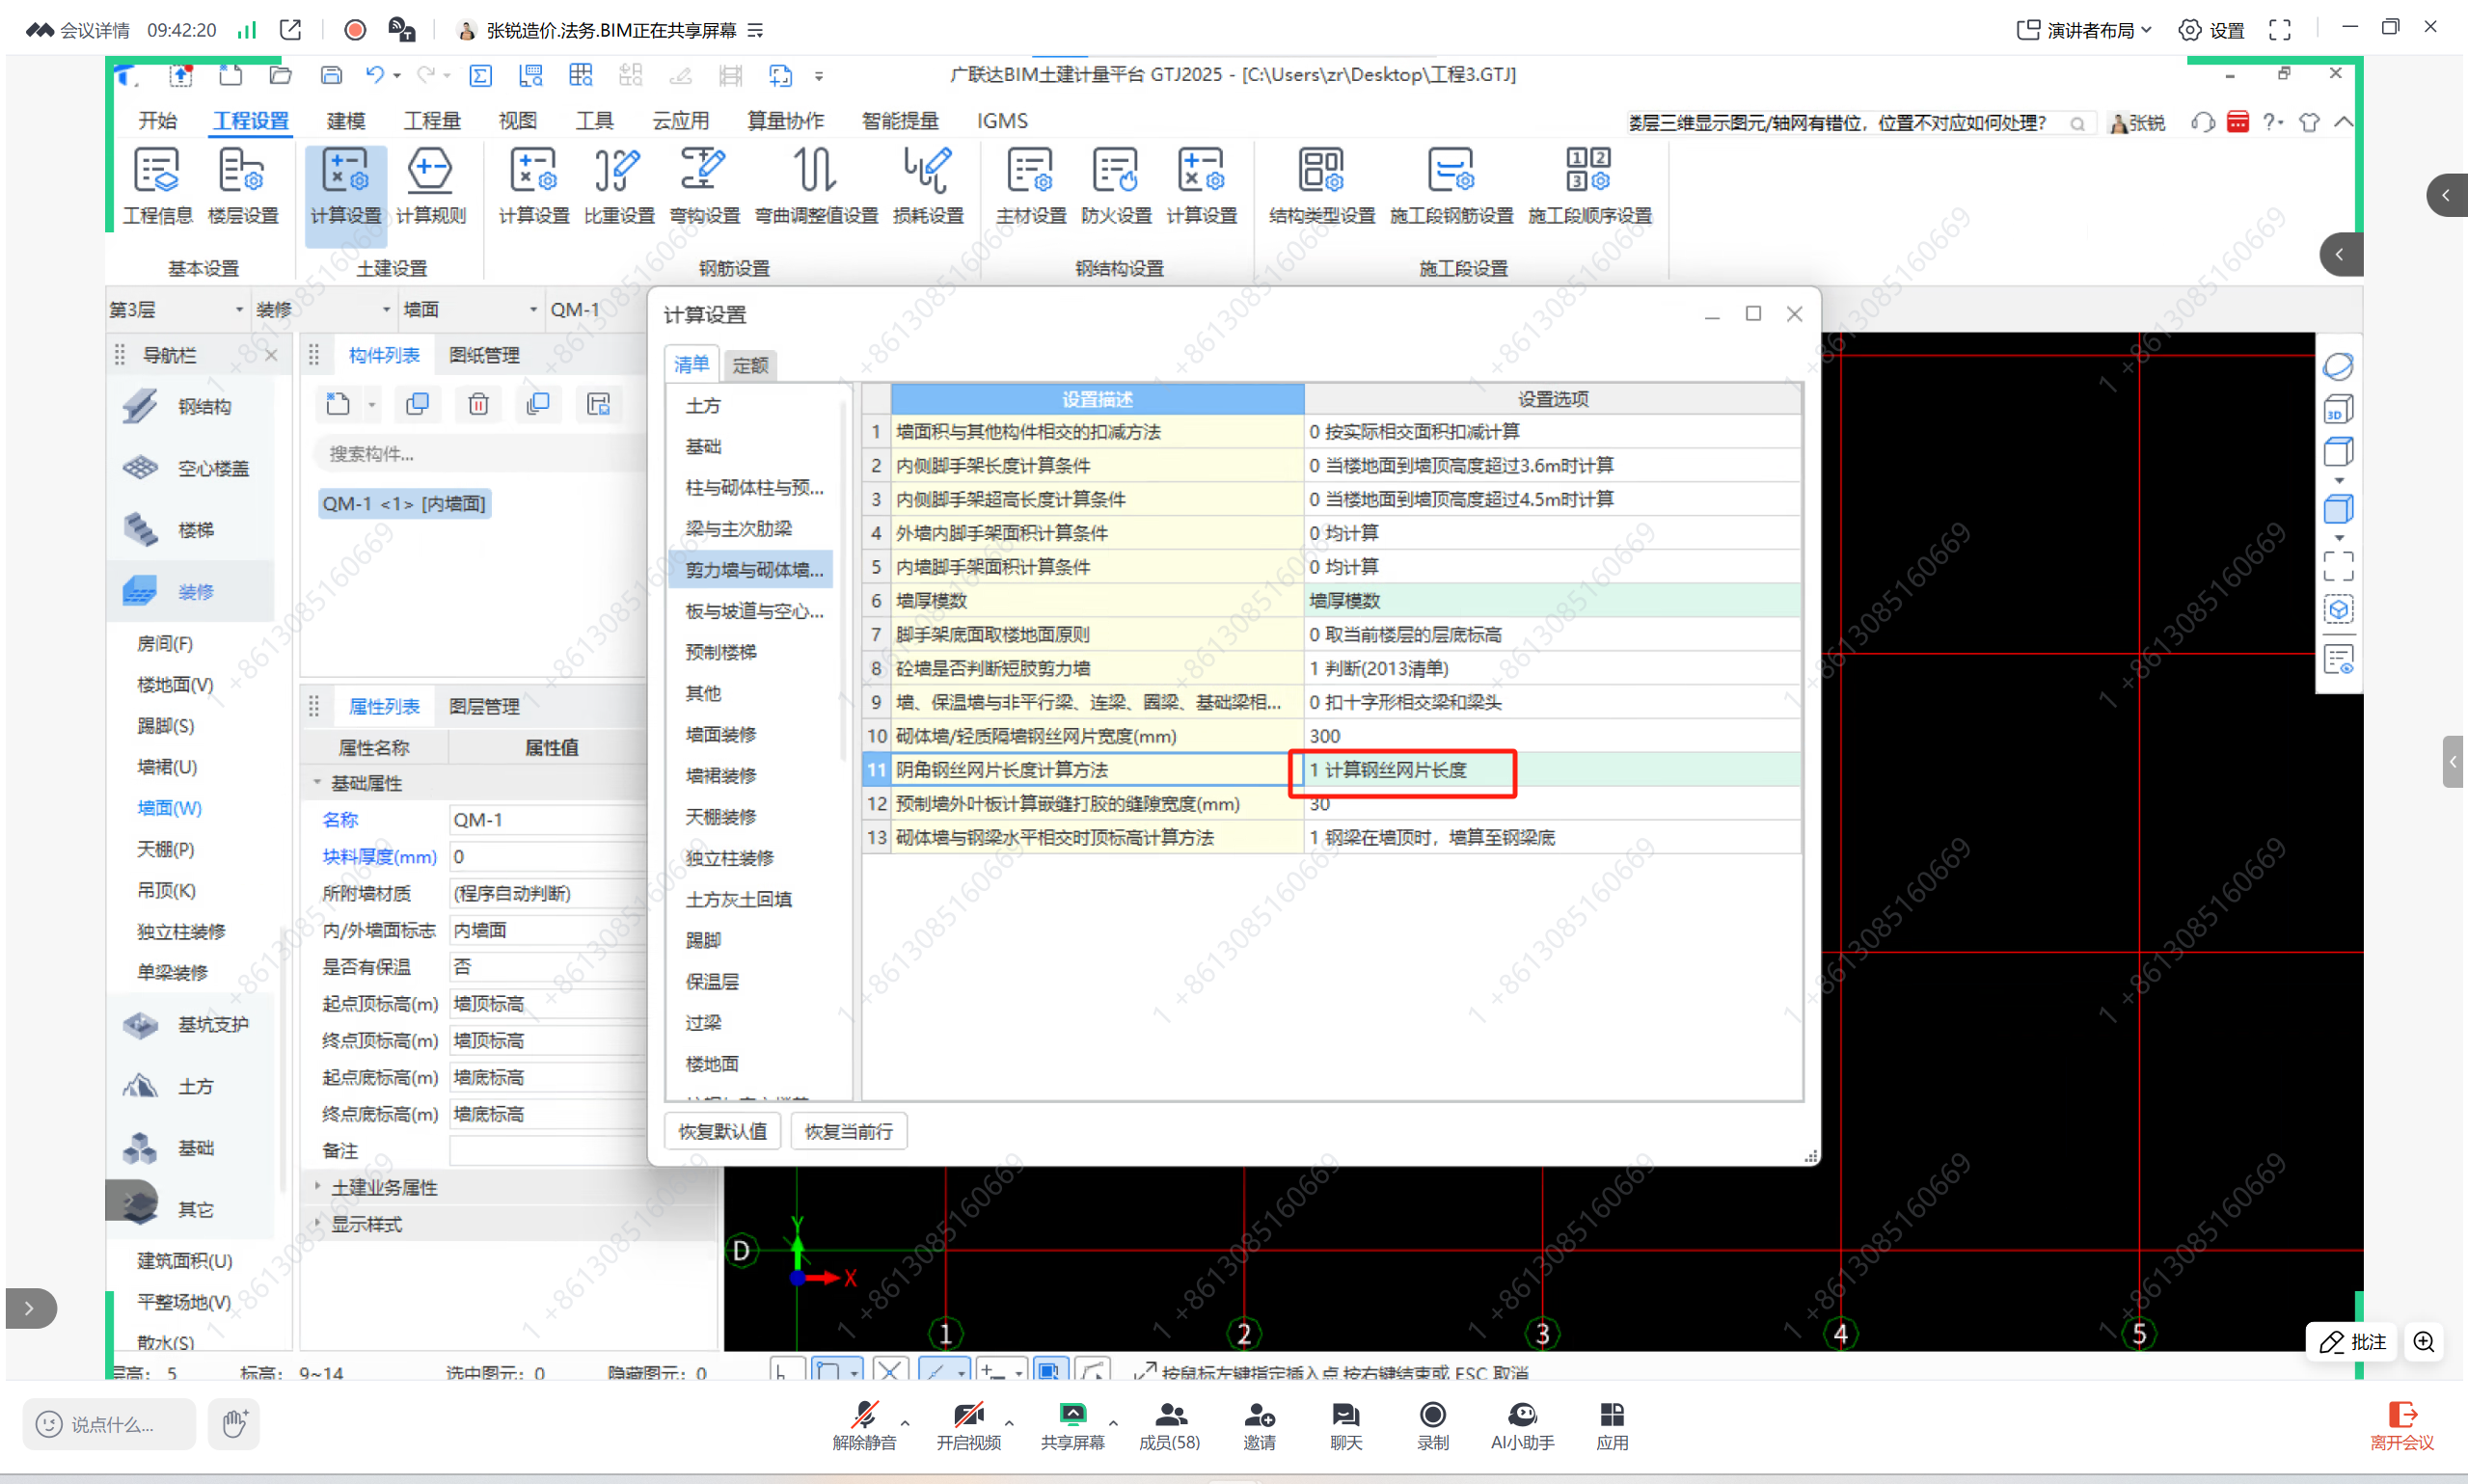 会议详情 09:42:20 张锐造价.法务.BIM正在共享屏幕 演讲者布局 设置
广联达BIM土建计量平台 GTJ2025 - [C:\Users\zr\Desktop\工程3.GTJ]
开始 工程设置 建模 工程量 视图 工具 云应用 算量协作 智能提量 IGMS 娄层三维显示图元/轴网有错位，位置不对应如何处理? 张锐
工程信息 楼层设置 计算设置 计算规则 计算设置 比重设置 弯钩设置 弯曲调整值设置 损耗设置 主材设置 防火设置 计算设置 结构类型设置 施工段钢筋设置 施工段顺序设置
基本设置 土建设置 钢筋设置 钢结构设置 施工段设置
第3层 装修 墙面 QM-1
导航栏
钢结构
空心楼盖
楼梯
装修
房间(F)
楼地面(V)
踢脚(S)
墙裙(U)
墙面(W)
天棚(P)
吊顶(K)
独立柱装修
单梁装修
基坑支护
土方
基础
其它
建筑面积(U)
平整场地(V)
散水(S)
构件列表 图纸管理
搜索构件...
QM-1 <1> [内墙面]
属性列表 图层管理
属性名称 属性值
基础属性
名称 QM-1
块料厚度(mm) 0
所附墙材质 (程序自动判断)
内/外墙面标志 内墙面
是否有保温 否
起点顶标高(m) 墙顶标高
终点顶标高(m) 墙顶标高
起点底标高(m) 墙底标高
终点底标高(m) 墙底标高
备注
土建业务属性
显示样式
计算设置
清单 定额
土方
基础
柱与砌体柱与预...
梁与主次肋梁
剪力墙与砌体墙...
板与坡道与空心...
预制楼梯
其他
墙面装修
墙裙装修
天棚装修
独立柱装修
土方灰土回填
踢脚
保温层
过梁
楼地面
设置描述 设置选项
1 墙面积与其他构件相交的扣减方法 0 按实际相交面积扣减计算
2 内侧脚手架长度计算条件 0 当楼地面到墙顶高度超过3.6m时计算
3 内侧脚手架超高长度计算条件 0 当楼地面到墙顶高度超过4.5m时计算
4 外墙内脚手架面积计算条件 0 均计算
5 内墙脚手架面积计算条件 0 均计算
6 墙厚模数 墙厚模数
7 脚手架底面取楼地面原则 0 取当前楼层的层底标高
8 砼墙是否判断短肢剪力墙 1 判断(2013清单)
9 墙、保温墙与非平行梁、连梁、圈梁、基础梁相... 0 扣十字形相交梁和梁头
10 砌体墙/轻质隔墙钢丝网片宽度(mm) 300
11 阴角钢丝网片长度计算方法 1 计算钢丝网片长度
12 预制墙外叶板计算嵌缝打胶的缝隙宽度(mm) 30
13 砌体墙与钢梁水平相交时顶标高计算方法 1 钢梁在墙顶时，墙算至钢梁底
恢复默认值 恢复当前行
3D
D Y X
1 2 3 4 5
层高: 5 标高: 9~14 选中图元: 0 隐藏图元: 0 按鼠标左键指定插入点,按右键结束或 ESC 取消
批注
说点什么... 解除静音 开启视频 共享屏幕 成员(58) 邀请 聊天 录制 AI小助手 应用 离开会议
1 +8613085160669